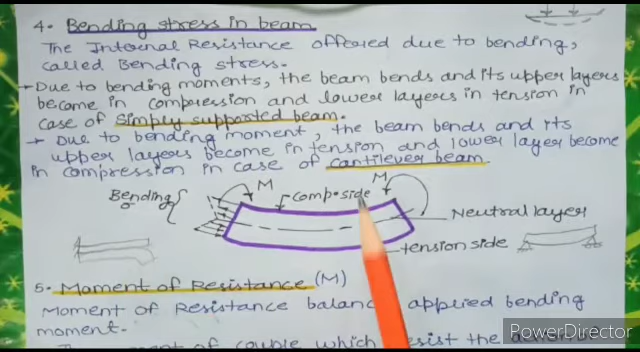 4- Bending stress in beam
The Internal Resistance offered due to bending,
called Bending stress.
→ Due to bending moments, the beam bends and its upper layers
become in compression and lower layers in tension in
case of simply supported beam.
→ Due to bending moment, the beam bends and its
upper layers become in tension and lower layer become
in compression in case of cantilever beam.
Bending
M
comp. side
M
Neutral layer
tension side
5- Moment of Resistance (M)
Moment of Resistance balance applied bending
moment.
of couple which
the
PowerDirector